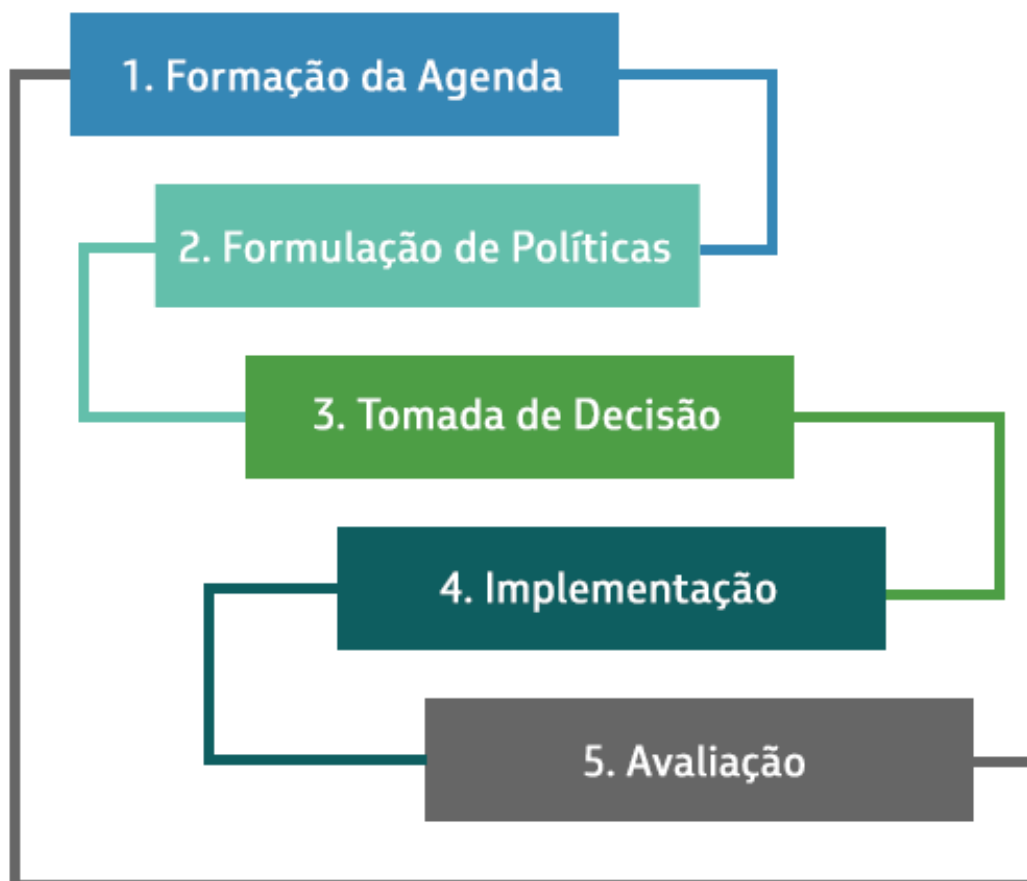 1. Formação da Agenda
2. Formulação de Políticas
3. Tomada de Decisão
4. Implementação
5. Avaliação